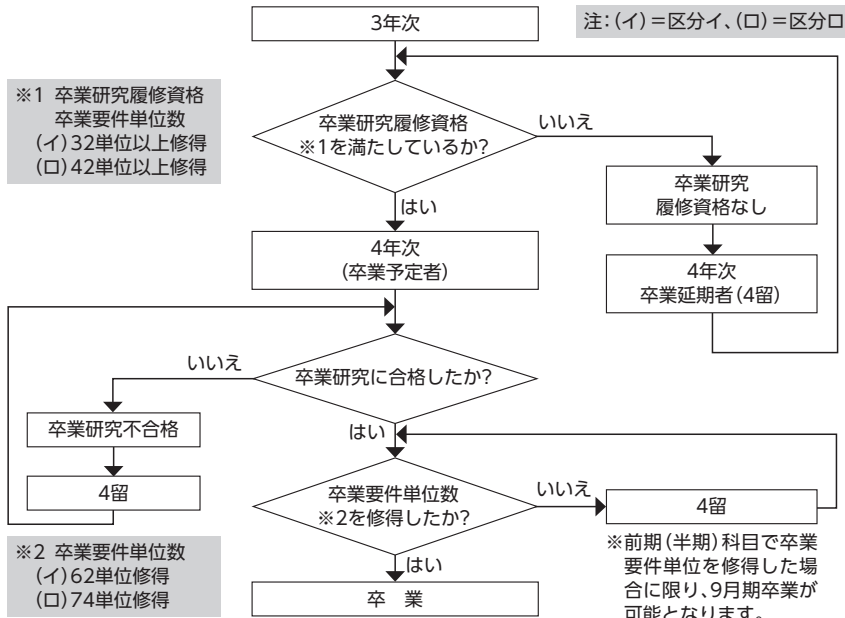 3年次
注：(イ)＝区分イ、(ロ)＝区分ロ
※1 卒業研究履修資格
卒業要件単位数
(イ)32単位以上修得
(ロ)42単位以上修得
卒業研究履修資格
※1を満たしているか？
いいえ
はい
卒業研究
履修資格なし
4年次
(卒業予定者)
4年次
卒業延期者(4留)
卒業研究に合格したか？
いいえ
はい
卒業研究不合格
4留
卒業要件単位数
※2を修得したか？
いいえ
4留
はい
※2 卒業要件単位数
(イ)62単位修得
(ロ)74単位修得
卒　業
※前期(半期)科目で卒業
要件単位を修得した場
合に限り、9月期卒業が
可能となります。